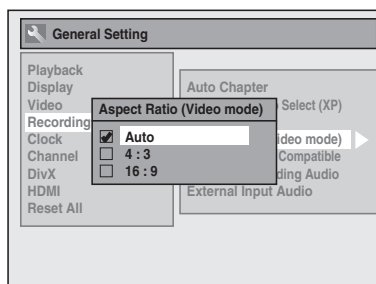 General Setting
Playback
Display
Video
Recording
Clock
Channel
DivX
HDMI
Reset All
Auto Chapter
Select (XP)
ideo mode)
Compatible
ding Audio
External Input Audio
Aspect Ratio (Video mode)
Auto
4 : 3
16 : 9